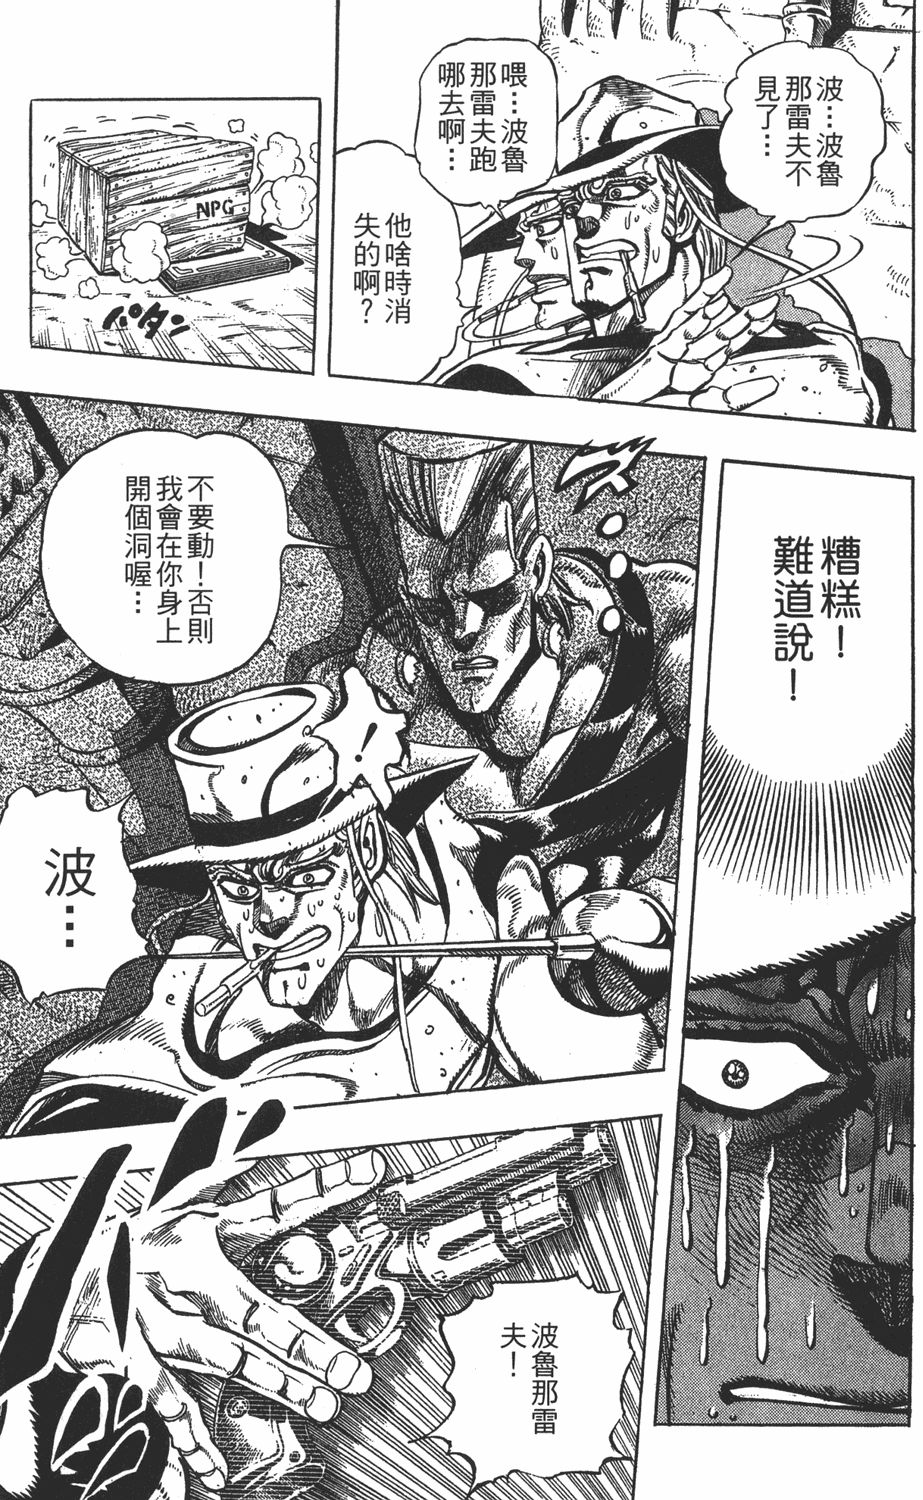 波⋯波魯
那雷夫不
見了⋯
喂⋯波魯
那雷夫跑
哪去啊⋯
他啥時消
失的啊？
NPG
バタン
糟糕！
難道說！
不要動！否則
我會在你身上
開個洞喔⋯
！
波⋯
波魯那雷
夫！